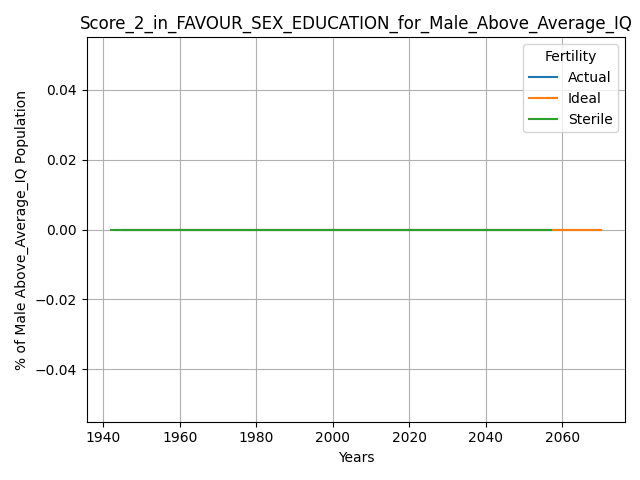 Score_2_in_FAVOUR_SEX_EDUCATION_for_Male_Above_Average_IQ
Fertility
Actual
Ideal
Sterile
% of Male Above_Average_IQ Population
0.04
0.02
0.00
−0.02
−0.04
1940 1960 1980 2000 2020 2040 2060
Years